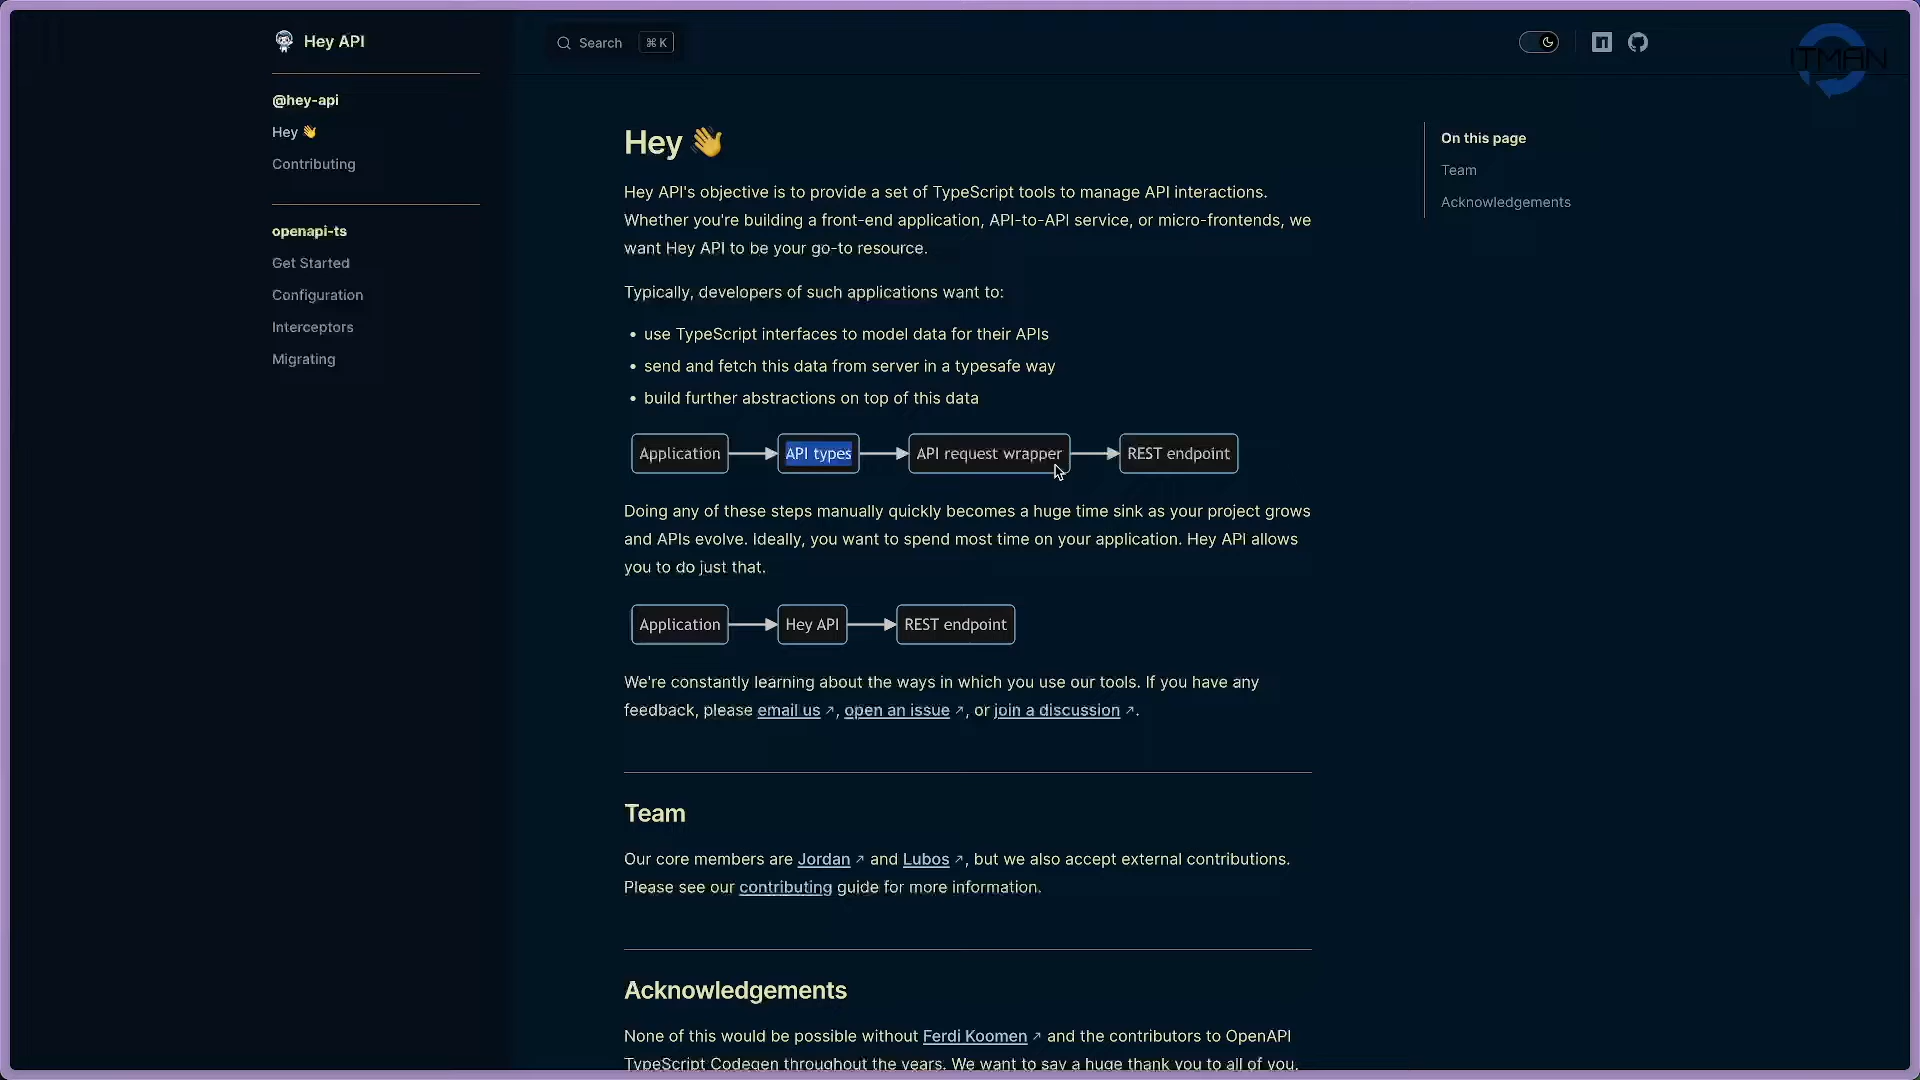 Hey API
Search ⌘ K
ITMAN
@hey-api
Hey 👋
Contributing
openapi-ts
Get Started
Configuration
Interceptors
Migrating
Hey 👋
Hey API's objective is to provide a set of TypeScript tools to manage API interactions.
Whether you're building a front-end application, API-to-API service, or micro-frontends, we
want Hey API to be your go-to resource.
Typically, developers of such applications want to:
• use TypeScript interfaces to model data for their APIs
• send and fetch this data from server in a typesafe way
• build further abstractions on top of this data
Application API types API request wrapper REST endpoint
Doing any of these steps manually quickly becomes a huge time sink as your project grows
and APIs evolve. Ideally, you want to spend most time on your application. Hey API allows
you to do just that.
Application Hey API REST endpoint
We're constantly learning about the ways in which you use our tools. If you have any
feedback, please email us ↗, open an issue ↗, or join a discussion ↗.
Team
Our core members are Jordan ↗ and Lubos ↗, but we also accept external contributions.
Please see our contributing guide for more information.
Acknowledgements
None of this would be possible without Ferdi Koomen ↗ and the contributors to OpenAPI
TypeScript Codegen throughout the years. We want to say a huge thank you to all of you.
On this page
Team
Acknowledgements